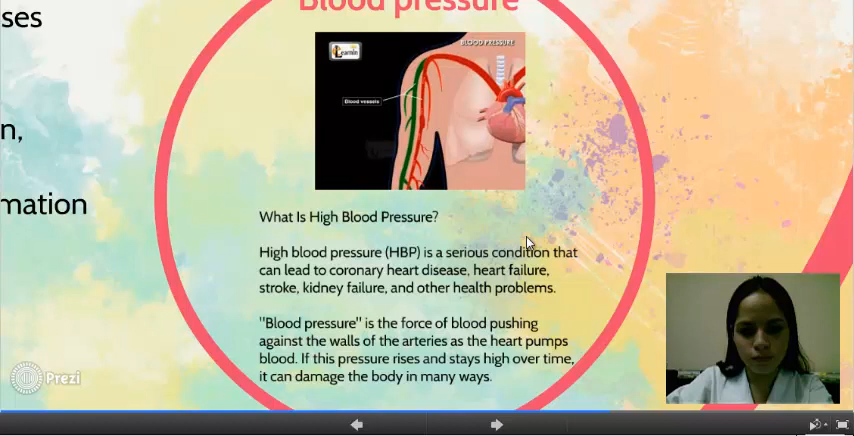 Blood pressure
ses
n,
mation
Learnin
BLOOD PRESSURE
Blood vessels
What Is High Blood Pressure?
High blood pressure (HBP) is a serious condition that
can lead to coronary heart disease, heart failure,
stroke, kidney failure, and other health problems.
"Blood pressure" is the force of blood pushing
against the walls of the arteries as the heart pumps
blood. If this pressure rises and stays high over time,
it can damage the body in many ways.
Prezi